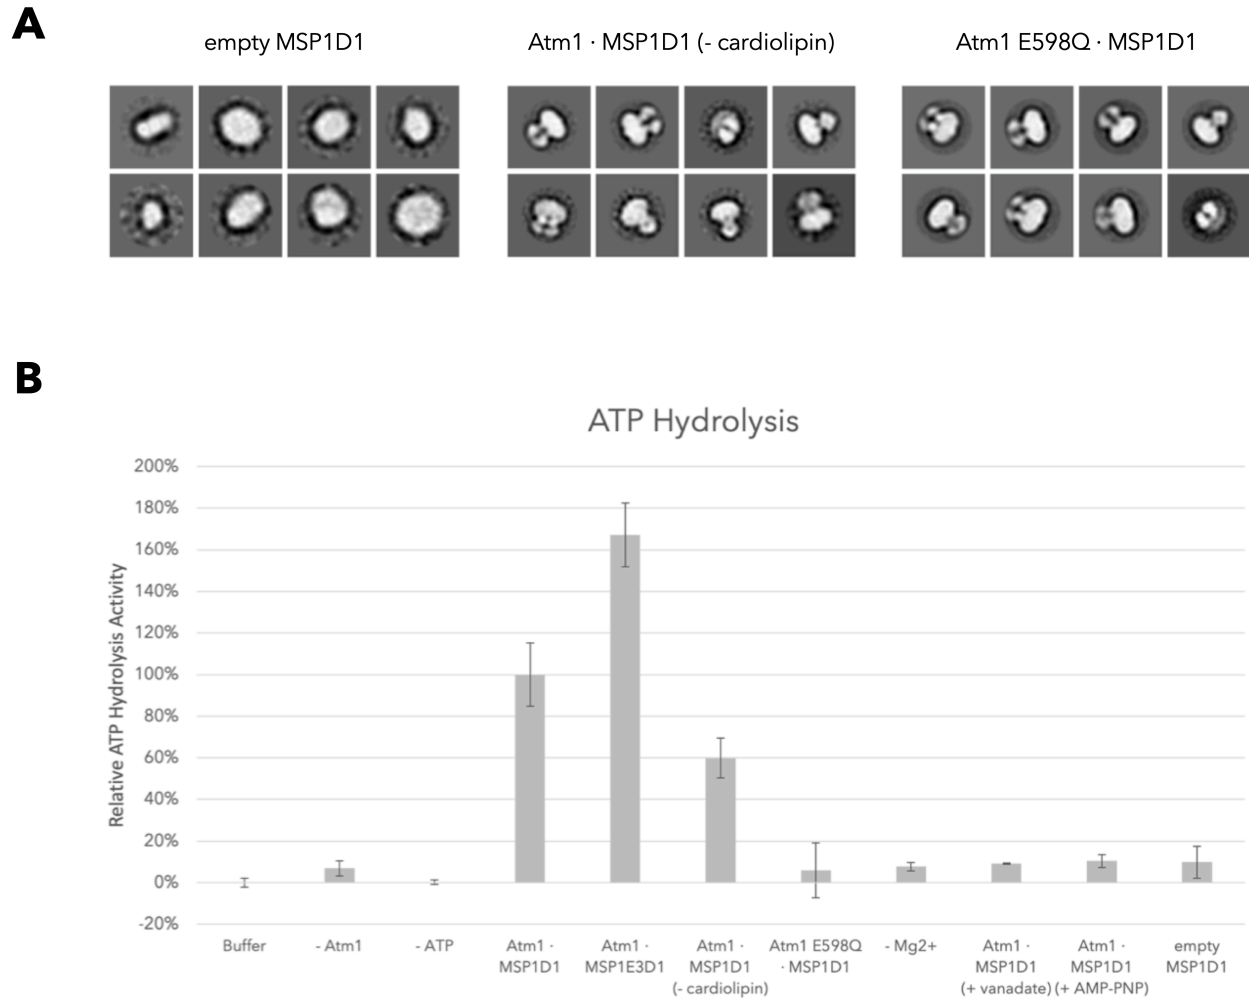 A
empty MSP1D1
Atm1 · MSP1D1 (- cardiolipin)
Atm1 E598Q · MSP1D1
B
ATP Hydrolysis
Relative ATP Hydrolysis Activity
200%
180%
160%
140%
120%
100%
80%
60%
40%
20%
0%
-20%
Buffer
- Atm1
- ATP
Atm1 ·
MSP1D1
Atm1 ·
MSP1E3D1
Atm1 ·
MSP1D1
(- cardiolipin)
Atm1 E598Q
· MSP1D1
- Mg2+
Atm1 ·
MSP1D1
(+ vanadate)
Atm1 ·
MSP1D1
(+ AMP-PNP)
empty
MSP1D1